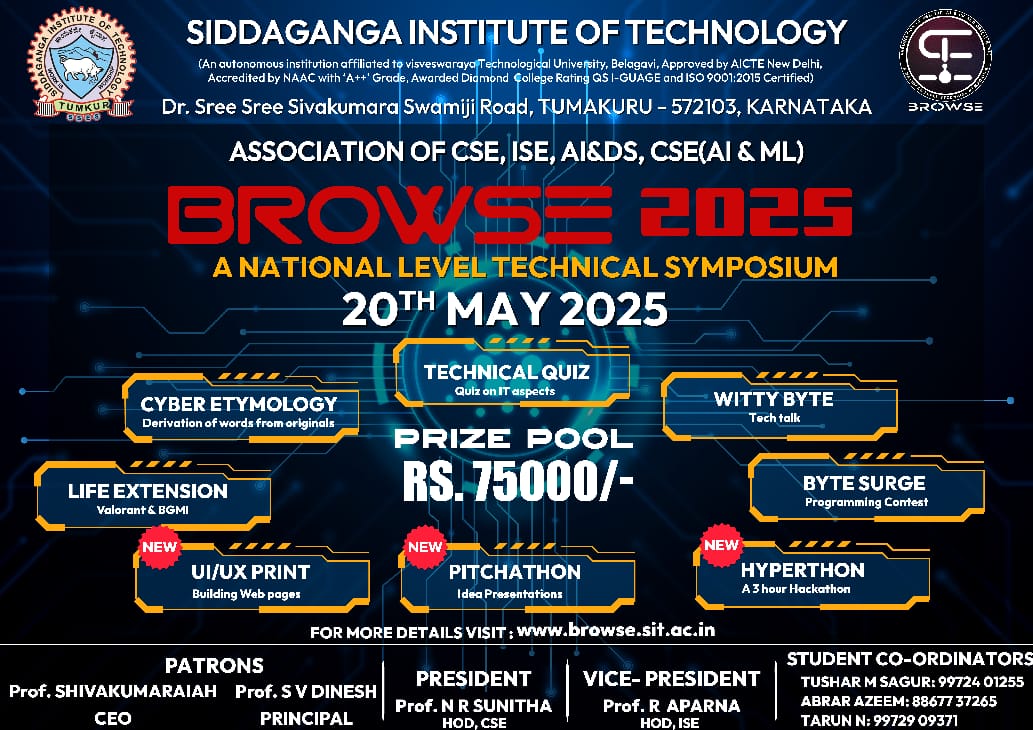 SIDDAGANGA INSTITUTE OF TECHNOLOGY
(An autonomous institution affiliated to visvesvaraya Technological University, Belagavi, Approved by AICTE New Delhi,
Accredited by NAAC with 'A++' Grade, Awarded Diamond College Rating QS I-GUAGE and ISO 9001:2015 Certified)
Dr. Sree Sree Sivakumara Swamiji Road, TUMAKURU - 572103, KARNATAKA
SIDDAGANGA INSTITUTE OF TECHNOLOGY
TUMKUR
BROWSE
ASSOCIATION OF CSE, ISE, AI&DS, CSE(AI & ML)
BROWSE 2025
A NATIONAL LEVEL TECHNICAL SYMPOSIUM
20TH MAY 2025
TECHNICAL QUIZ
Quiz on IT aspects
CYBER ETYMOLOGY
Derivation of words from originals
WITTY BYTE
Tech talk
PRIZE POOL
RS. 75000/-
LIFE EXTENSION
Valorant & BGMI
BYTE SURGE
Programming Contest
NEW
UI/UX PRINT
Building Web pages
NEW
PITCHATHON
Idea Presentations
NEW
HYPERTHON
A 3 hour Hackathon
FOR MORE DETAILS VISIT : www.browse.sit.ac.in
PATRONS
Prof. SHIVAKUMARAIAH
CEO
Prof. S V DINESH
PRINCIPAL
PRESIDENT
Prof. N R SUNITHA
HOD, CSE
VICE- PRESIDENT
Prof. R APARNA
HOD, ISE
STUDENT CO-ORDINATORS
TUSHAR M SAGUR: 99724 01255
ABRAR AZEEM: 88677 37265
TARUN N: 99729 09371